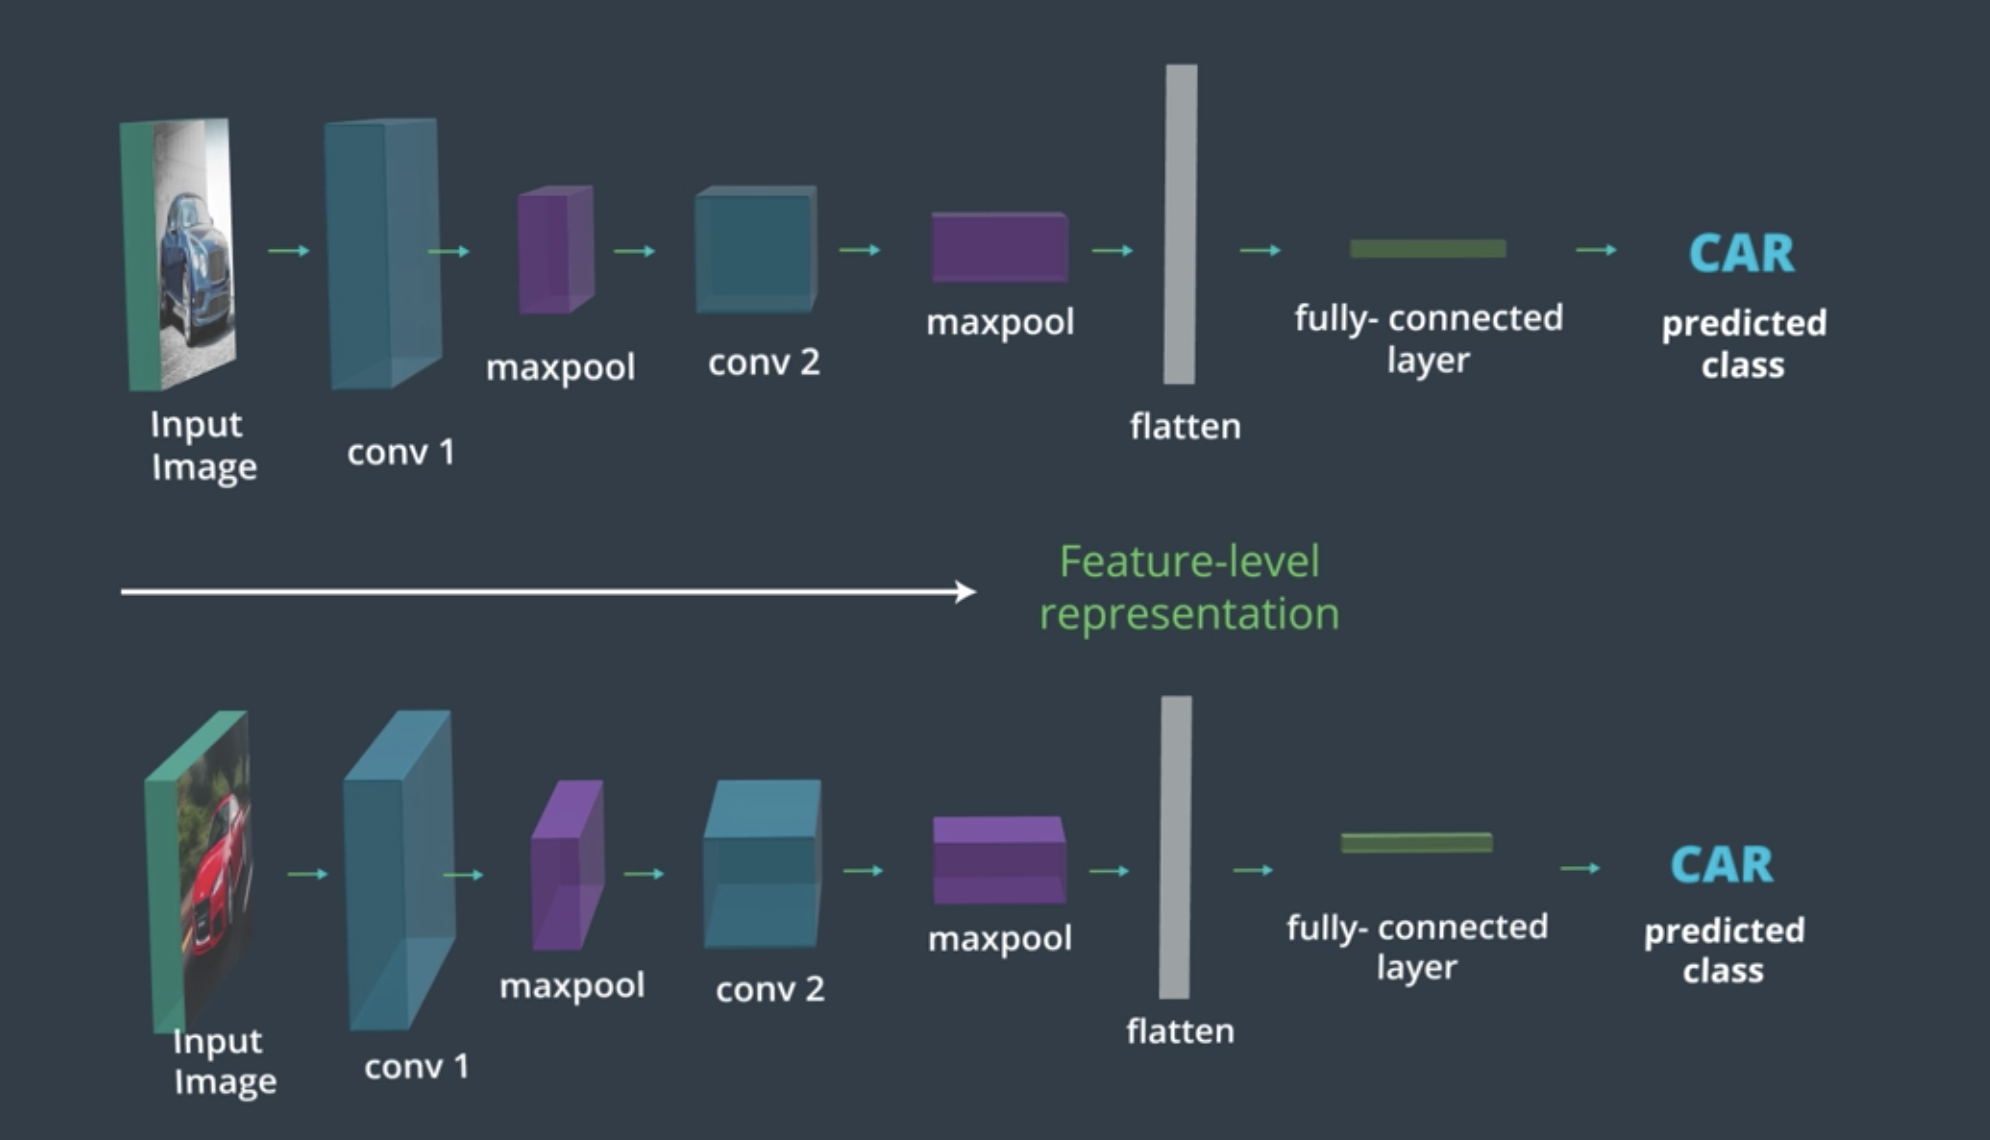 CAR
maxpool
fully- connected
layer
predicted
class
maxpool
conv 2
Input
Image
conv 1
flatten
Feature-level
representation
CAR
fully- connected
layer
predicted
class
maxpool
maxpool
conv 2
flatten
Input
Image
conv 1